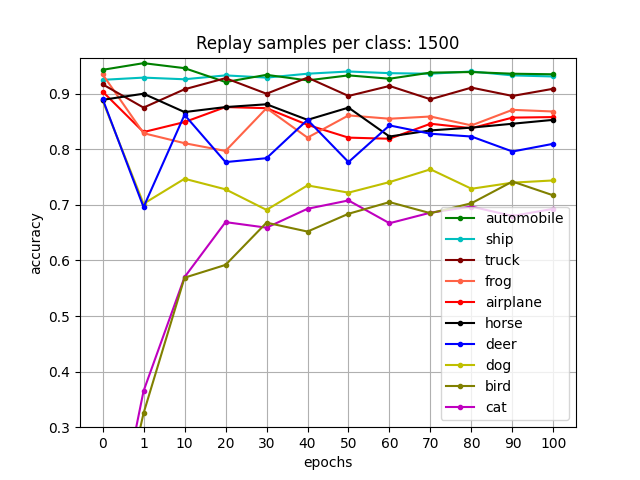 Replay samples per class: 1500
0.9
0.8
0.7
0.6
0.5
0.4
0.3
accuracy
automobile
ship
truck
frog
airplane
horse
deer
dog
bird
cat
0 1 10 20 30 40 50 60 70 80 90 100
epochs